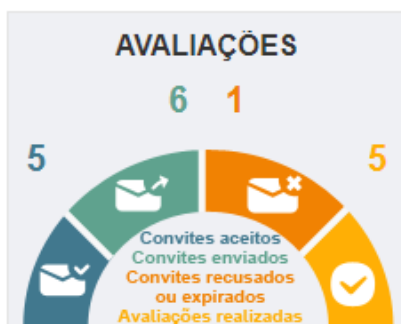 AVALIAÇÕES
6 1
5 5
Convites aceitos
Convites enviados
Convites recusados
ou expirados
Avaliações realizadas